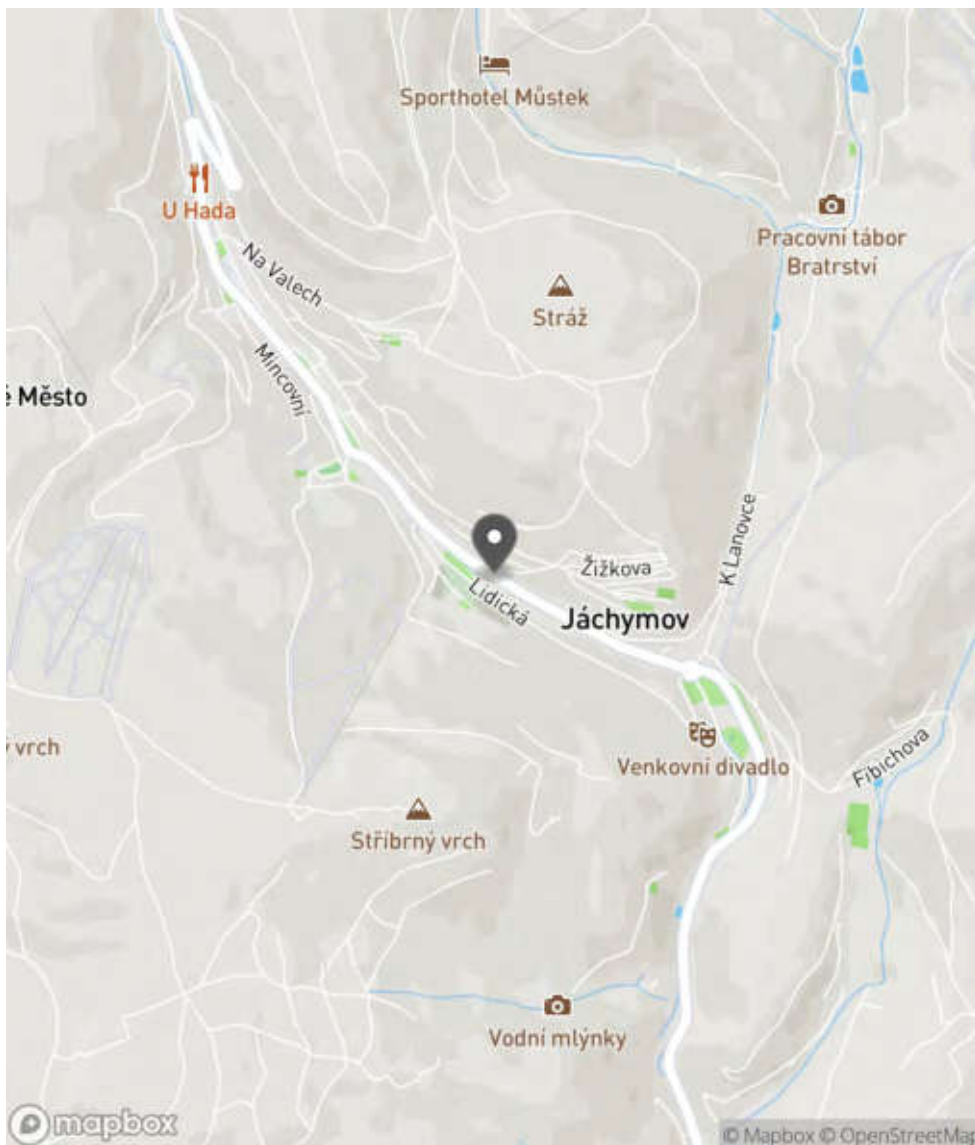 Sporthotel Můstek
U Hada
Pracovní tábor
Bratrství
Na Valech
Stráž
Mincovní
é Město
K Lanovce
Žižkova
Lidická
Jáchymov
Venkovní divadlo
Fibichova
ý vrch
Stříbrný vrch
Vodní mlýnky
mapbox
© Mapbox © OpenStreetMap